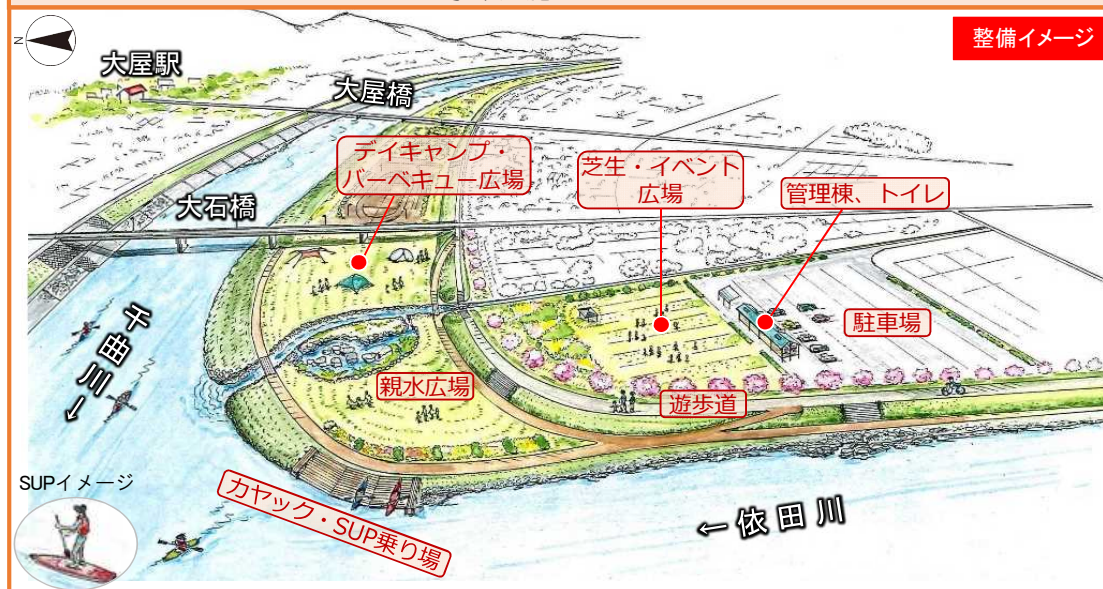 整備イメージ
N
大屋駅
大屋橋
デイキャンプ・
バーベキュー広場
芝生・イベント
広場
管理棟、トイレ
大石橋
駐車場
千曲川←
親水広場
遊歩道
SUPイメージ
カヤック・SUP乗り場
←依田川